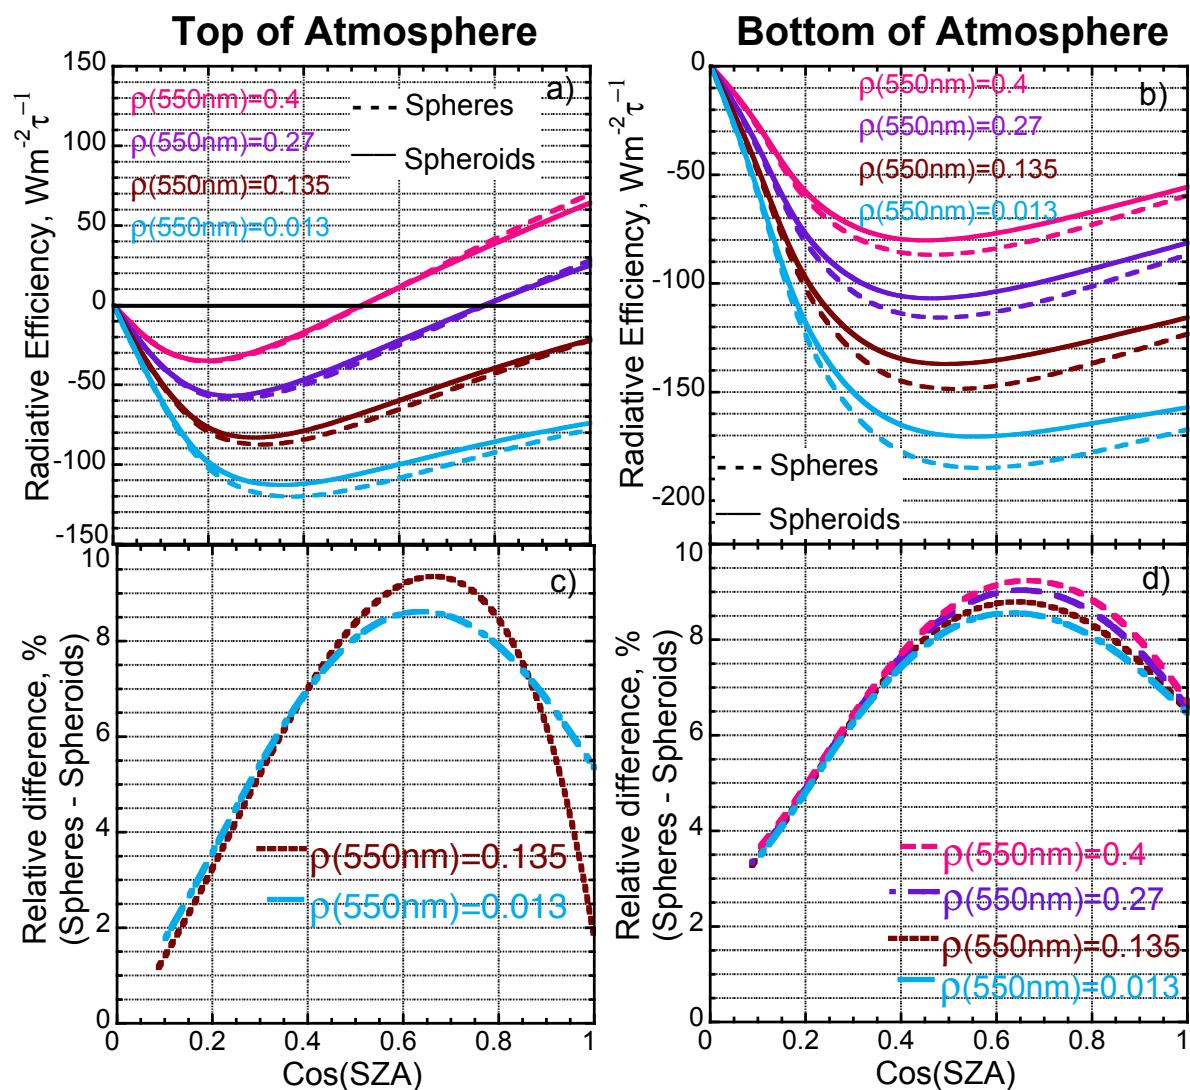 Top of Atmosphere
Bottom of Atmosphere
a)
Radiative Efficiency, Wm⁻²τ⁻¹
150
100
50
0
-50
-100
-150
ρ(550nm)=0.4
ρ(550nm)=0.27
ρ(550nm)=0.135
ρ(550nm)=0.013
Spheres
Spheroids
b)
Radiative Efficiency, Wm⁻²τ⁻¹
0
-50
-100
-150
-200
ρ(550nm)=0.4
ρ(550nm)=0.27
ρ(550nm)=0.135
ρ(550nm)=0.013
Spheres
Spheroids
c)
Relative difference, %
(Spheres - Spheroids)
10
8
6
4
2
0
ρ(550nm)=0.135
ρ(550nm)=0.013
0 0.2 0.4 0.6 0.8 1
Cos(SZA)
d)
Relative difference, %
(Spheres - Spheroids)
10
8
6
4
2
0
ρ(550nm)=0.4
ρ(550nm)=0.27
ρ(550nm)=0.135
ρ(550nm)=0.013
0 0.2 0.4 0.6 0.8 1
Cos(SZA)